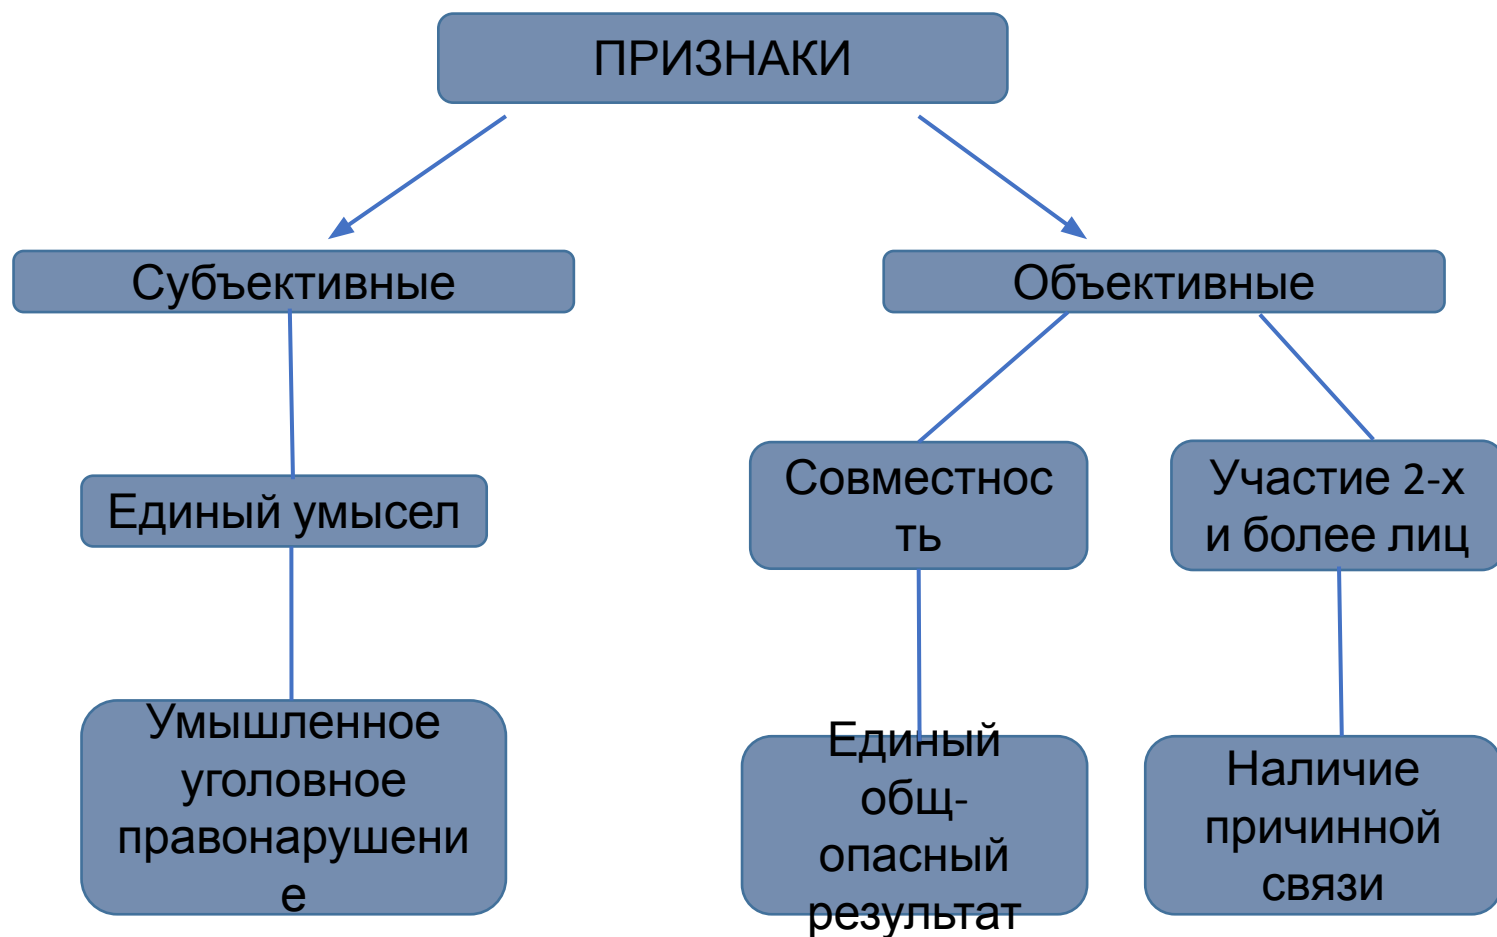 ПРИЗНАКИ
Субъективные
Объективные
Единый умысел
Совместнос
ть
Участие 2-х
и более лиц
Умышленное
уголовное
правонарушени
е
Единый
общ-
опасный
результат
Наличие
причинной
связи